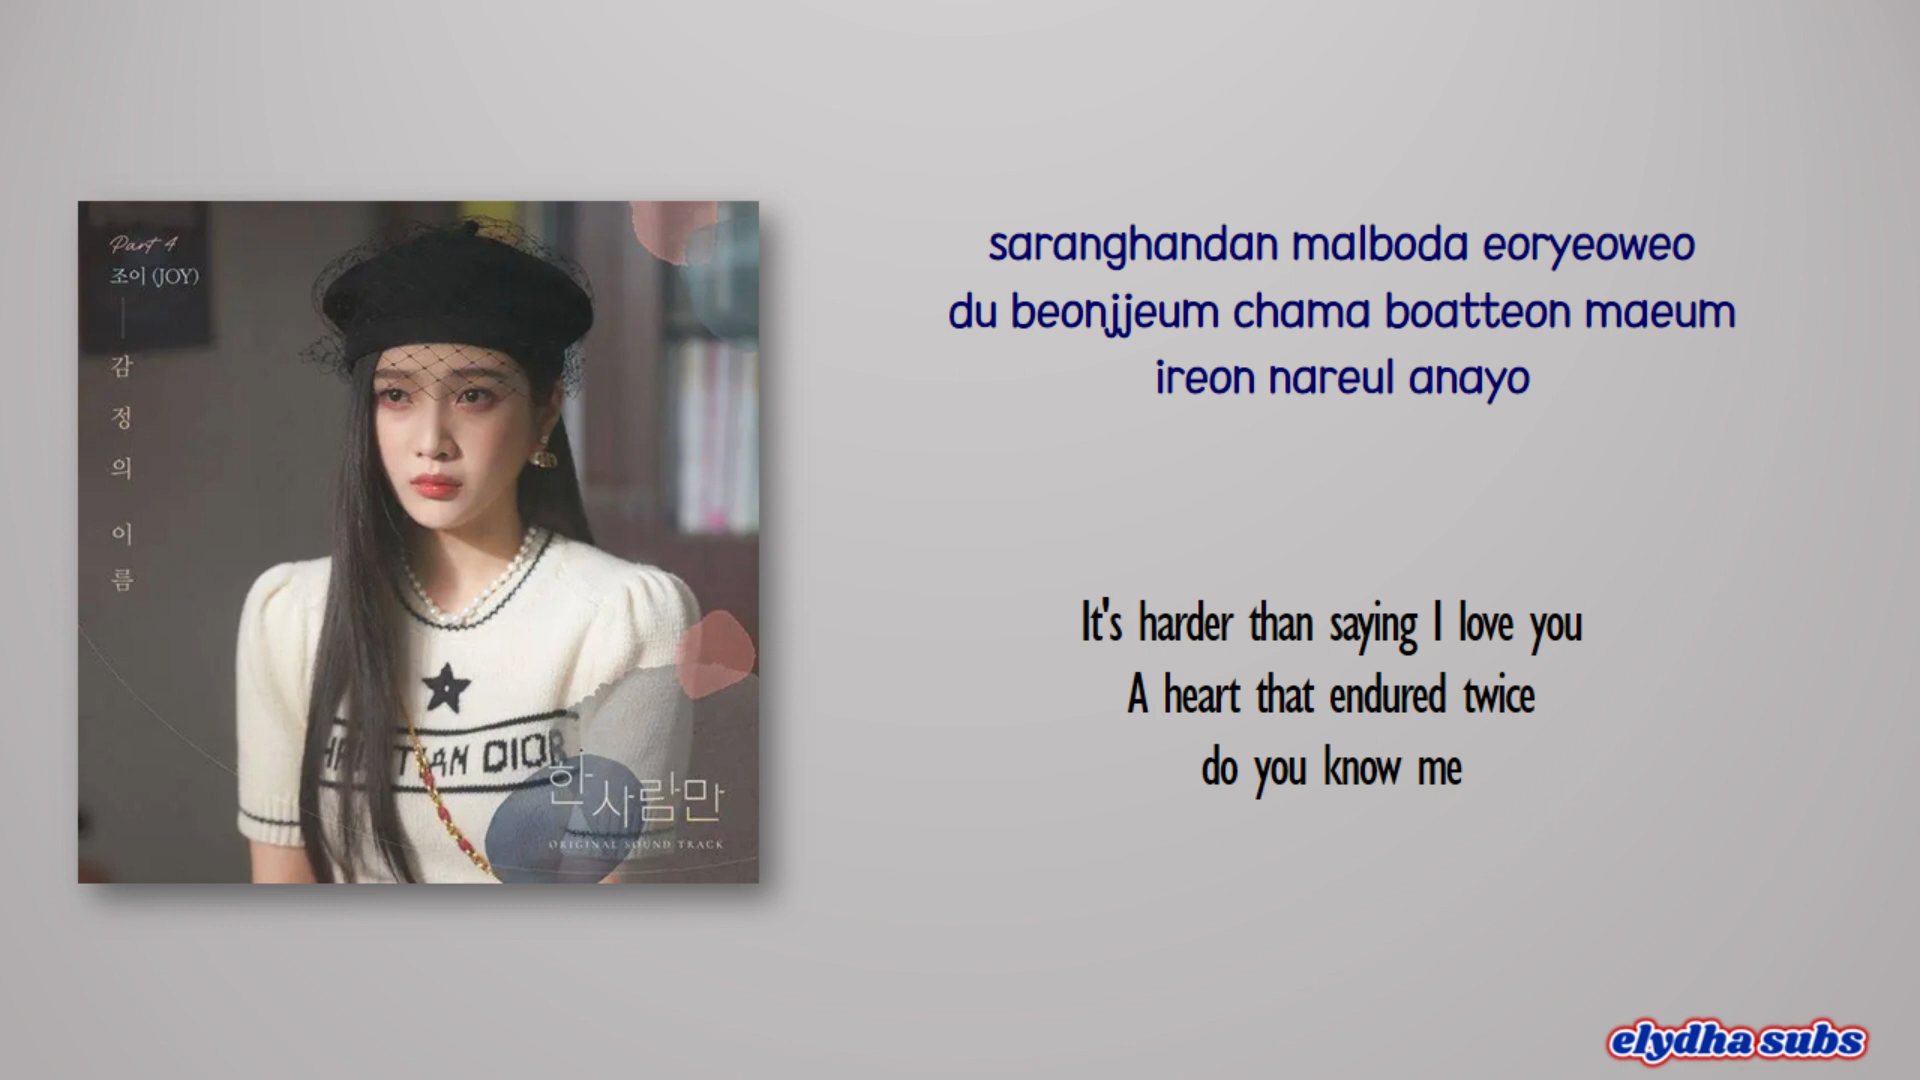 Part 4
조이 (JOY)
감정의 이름
CHRISTIAN DIOR
한사람만
ORIGINAL SOUND TRACK
saranghandan malboda eoryeoweo
du beonjjeum chama boatteon maeum
ireon nareul anayo
It's harder than saying I love you
A heart that endured twice
do you know me
elydha subs